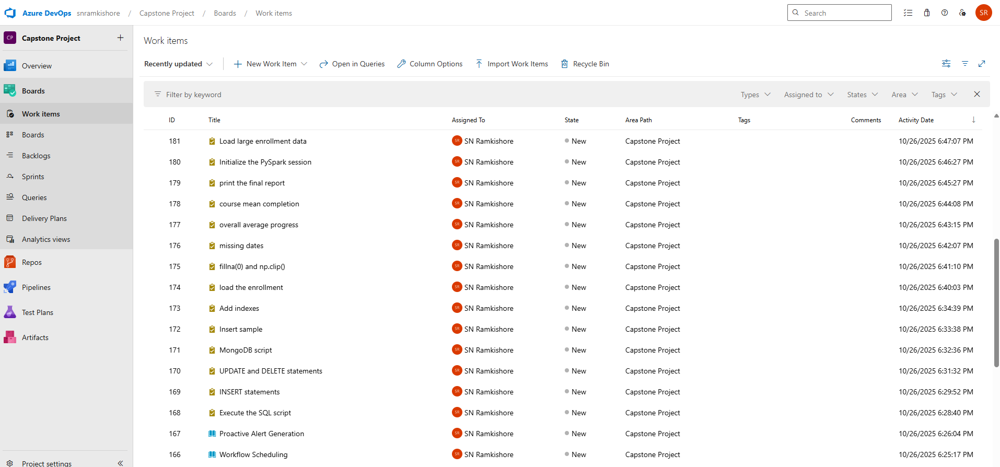 Azure DevOps snramkishore / Capstone Project / Boards / Work items Search SR
CP Capstone Project
Overview
Boards
Work items
Boards
Backlogs
Sprints
Queries
Delivery Plans
Analytics views
Repos
Pipelines
Test Plans
Artifacts
Project settings
Work items
Recently updated New Work Item Open in Queries Column Options Import Work Items Recycle Bin
Filter by keyword Types Assigned to States Area Tags
ID Title Assigned To State Area Path Tags Comments Activity Date
181 Load large enrollment data SR SN Ramkishore New Capstone Project 10/26/2025 6:47:07 PM
180 Initialize the PySpark session SR SN Ramkishore New Capstone Project 10/26/2025 6:46:27 PM
179 print the final report SR SN Ramkishore New Capstone Project 10/26/2025 6:45:27 PM
178 course mean completion SR SN Ramkishore New Capstone Project 10/26/2025 6:44:08 PM
177 overall average progress SR SN Ramkishore New Capstone Project 10/26/2025 6:43:15 PM
176 missing dates SR SN Ramkishore New Capstone Project 10/26/2025 6:42:07 PM
175 fillna(0) and np.clip() SR SN Ramkishore New Capstone Project 10/26/2025 6:41:10 PM
174 load the enrollment SR SN Ramkishore New Capstone Project 10/26/2025 6:40:03 PM
173 Add indexes SR SN Ramkishore New Capstone Project 10/26/2025 6:34:39 PM
172 Insert sample SR SN Ramkishore New Capstone Project 10/26/2025 6:33:38 PM
171 MongoDB script SR SN Ramkishore New Capstone Project 10/26/2025 6:32:36 PM
170 UPDATE and DELETE statements SR SN Ramkishore New Capstone Project 10/26/2025 6:31:32 PM
169 INSERT statements SR SN Ramkishore New Capstone Project 10/26/2025 6:29:52 PM
168 Execute the SQL script SR SN Ramkishore New Capstone Project 10/26/2025 6:28:40 PM
167 Proactive Alert Generation SR SN Ramkishore New Capstone Project 10/26/2025 6:26:04 PM
166 Workflow Scheduling SR SN Ramkishore New Capstone Project 10/26/2025 6:25:17 PM